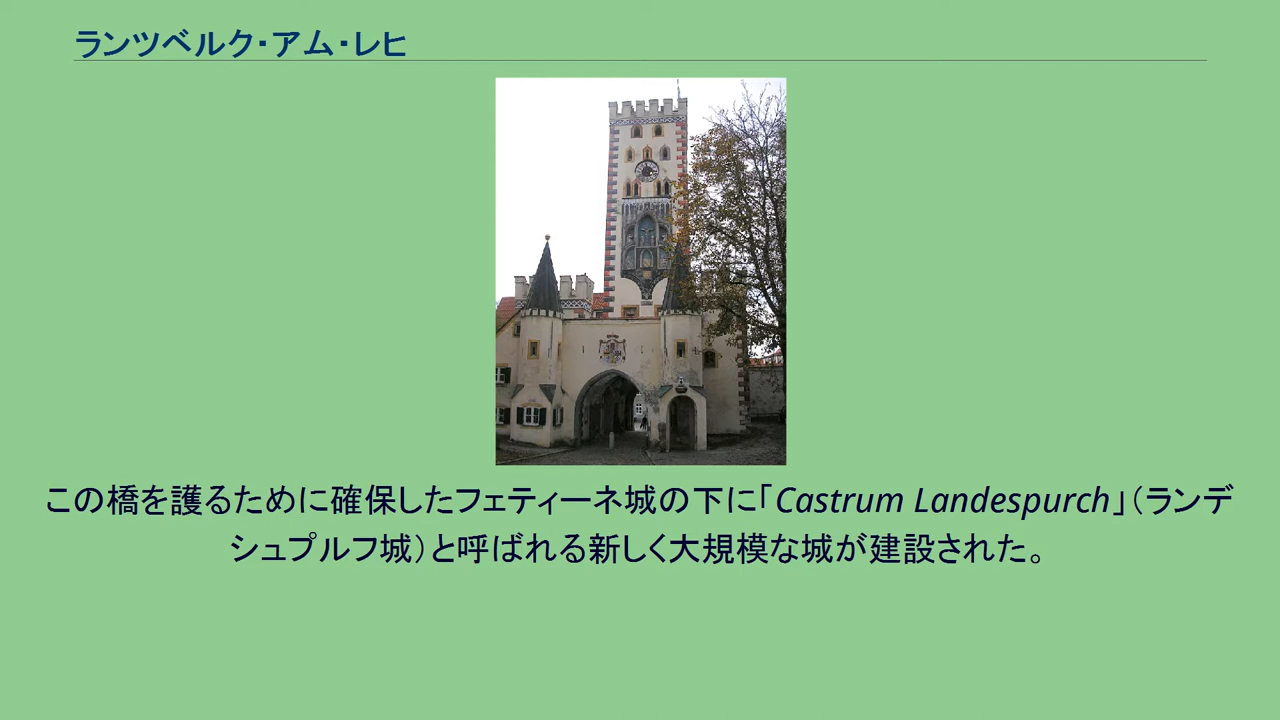 ランツベルク・アム・レヒ
この橋を護るために確保したフェティーネ城の下に｢Castrum Landespurch｣（ランデ
シュプルフ城）と呼ばれる新しく大規模な城が建設された。